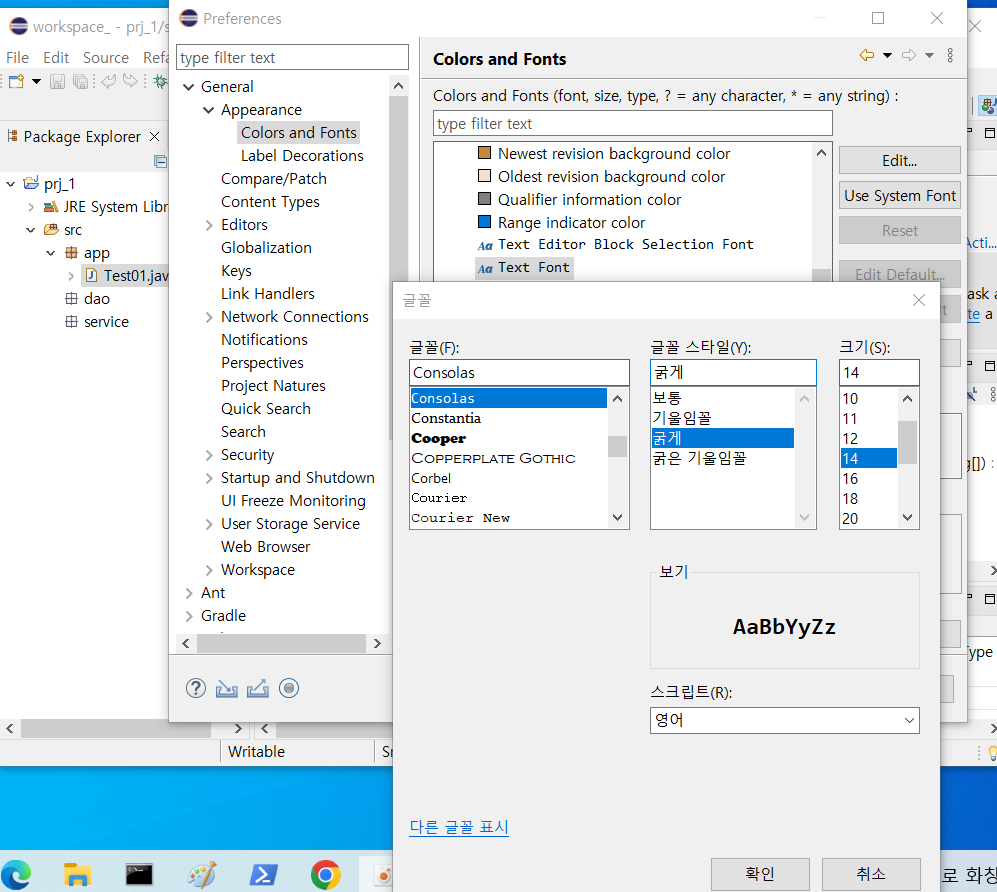 workspace_ - prj_1/s
File Edit Source Refa
Package Explorer
prj_1
JRE System Libr
src
app
Test01.jav
dao
service
Writable
Preferences
type filter text
General
Appearance
Colors and Fonts
Label Decorations
Compare/Patch
Content Types
Editors
Globalization
Keys
Link Handlers
Network Connections
Notifications
Perspectives
Project Natures
Quick Search
Search
Security
Startup and Shutdown
UI Freeze Monitoring
User Storage Service
Web Browser
Workspace
Ant
Gradle
Colors and Fonts
Colors and Fonts (font, size, type, ? = any character, * = any string) :
type filter text
Newest revision background color
Oldest revision background color
Qualifier information color
Range indicator color
Aa Text Editor Block Selection Font
Aa Text Font
Edit...
Use System Font
Reset
Edit Default...
글꼴
글꼴(F):
Consolas
Consolas
Constantia
Cooper
Copperplate Gothic
Corbel
Courier
Courier New
글꼴 스타일(Y):
굵게
보통
기울임꼴
굵게
굵은 기울임꼴
크기(S):
14
10
11
12
14
16
18
20
보기
AaBbYyZz
스크립트(R):
영어
다른 글꼴 표시
확인
취소
Acti...
ask a
te a
g[]) :
Type
로 화창